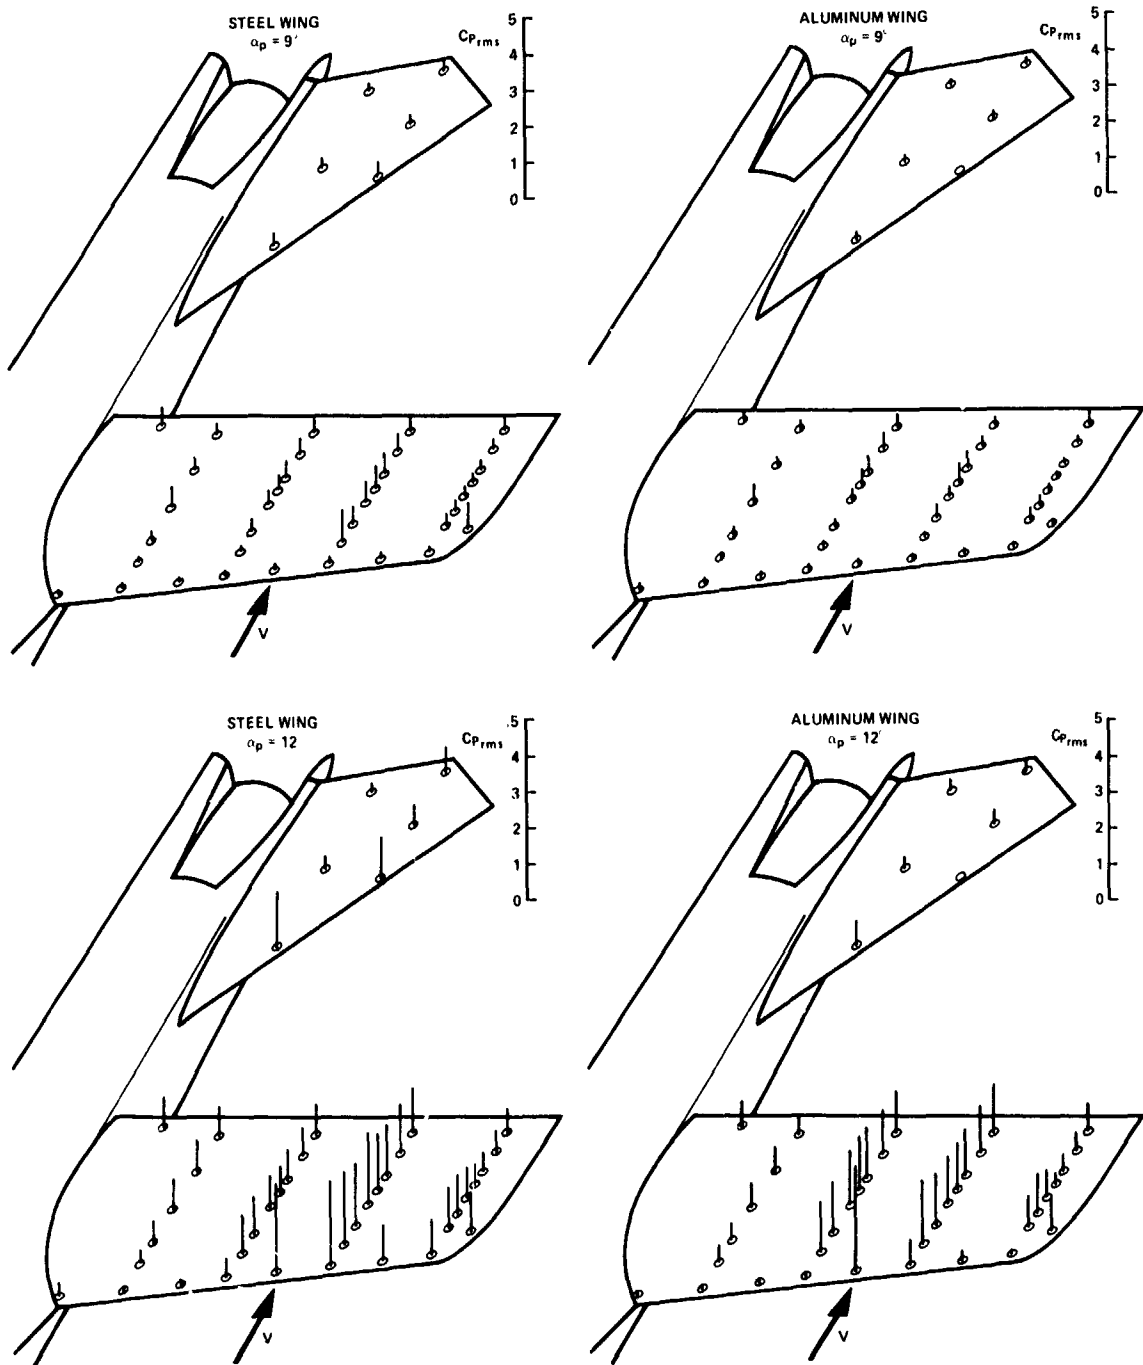 STEEL WING
αp = 9'
CPrms
5
4
3
2
1
0
V
ALUMINUM WING
αp = 9'
CPrms
5
4
3
2
1
0
V
STEEL WING
αp = 12
CPrms
.5
4
3
2
1
0
V
ALUMINUM WING
αp = 12'
CPrms
5
4
3
2
1
0
V